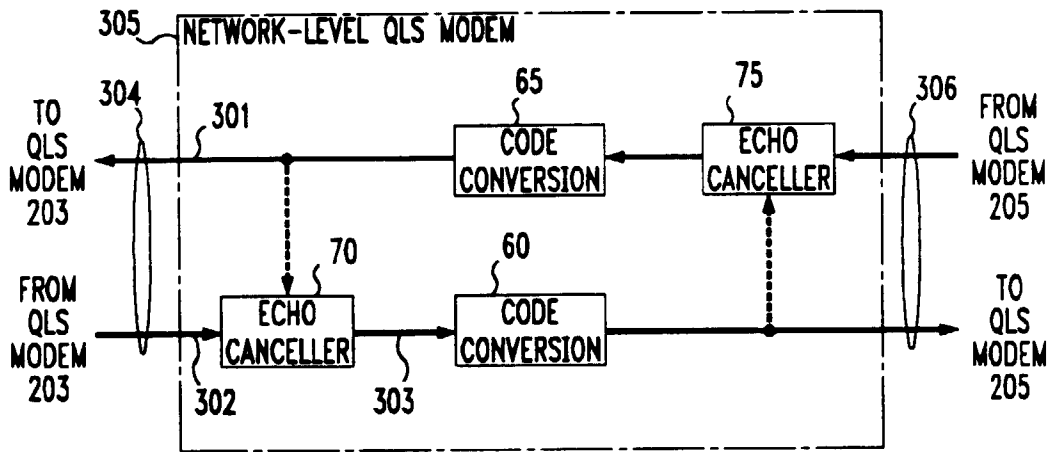 305
NETWORK-LEVEL QLS MODEM
304
301
65
75
306
TO
QLS
MODEM
203
CODE
CONVERSION
ECHO
CANCELLER
FROM
QLS
MODEM
205
FROM
QLS
MODEM
203
70
60
ECHO
CANCELLER
CODE
CONVERSION
TO
QLS
MODEM
205
302
303